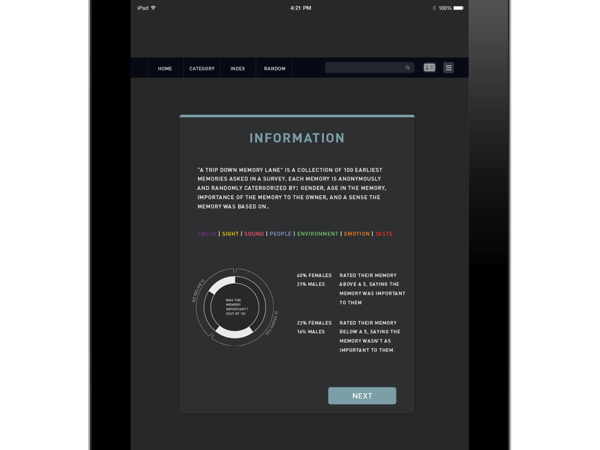 iPad 4:21 PM 100%
HOME CATEGORY INDEX RANDOM
INFORMATION
"A TRIP DOWN MEMORY LANE" IS A COLLECTION OF 100 EARLIEST
MEMORIES ASKED IN A SURVEY. EACH MEMORY IS ANONYMOUSLY
AND RANDOMLY CATERGORIZED BY: GENDER, AGE IN THE MEMORY,
IMPORTANCE OF THE MEMORY TO THE OWNER, AND A SENSE THE
MEMORY WAS BASED ON.
TOUCH | SIGHT | SOUND | PEOPLE | ENVIRONMENT | EMOTION | TASTE
WAS THE
MEMORY
IMPORTANT?
(OUT OF 10)
40% FEMALES
21% MALES
RATED THEIR MEMORY
ABOVE A 5, SAYING THE
MEMORY WAS IMPORTANT
TO THEM
23% FEMALES
16% MALES
RATED THEIR MEMORY
BELOW A 5, SAYING THE
MEMORY WASN'T AS
IMPORTANT TO THEM.
NEXT